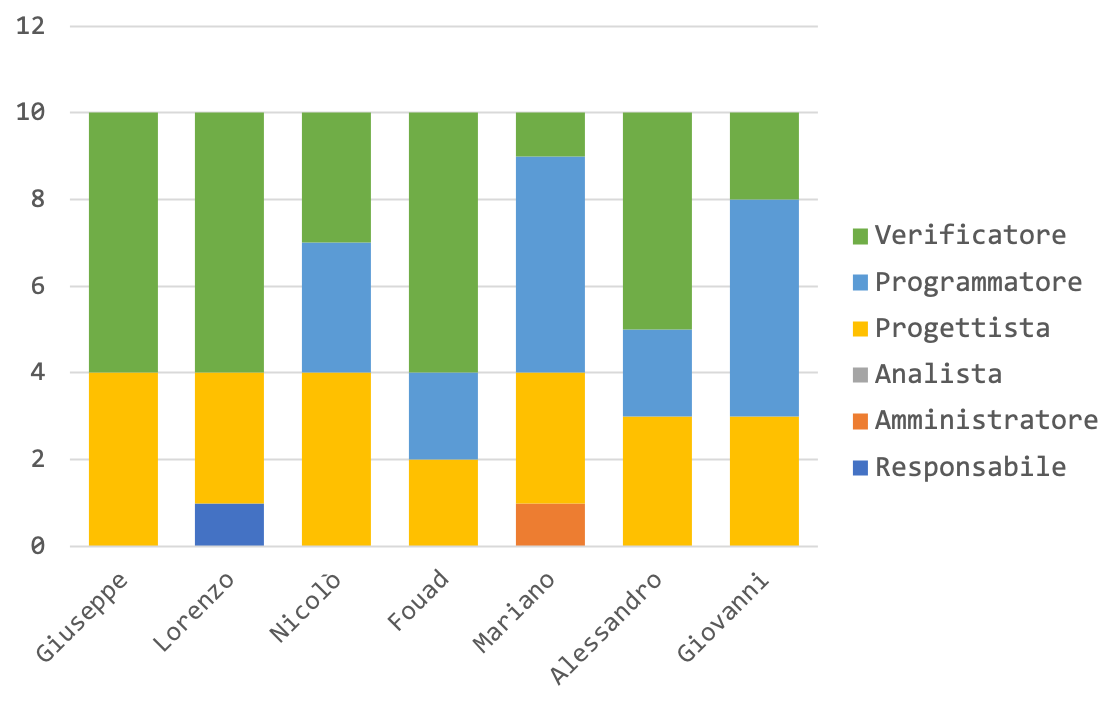 12
10
8
6
4
2
0
Giuseppe
Lorenzo
Nicolò
Fouad
Mariano
Alessandro
Giovanni
Verificatore
Programmatore
Progettista
Analista
Amministratore
Responsabile